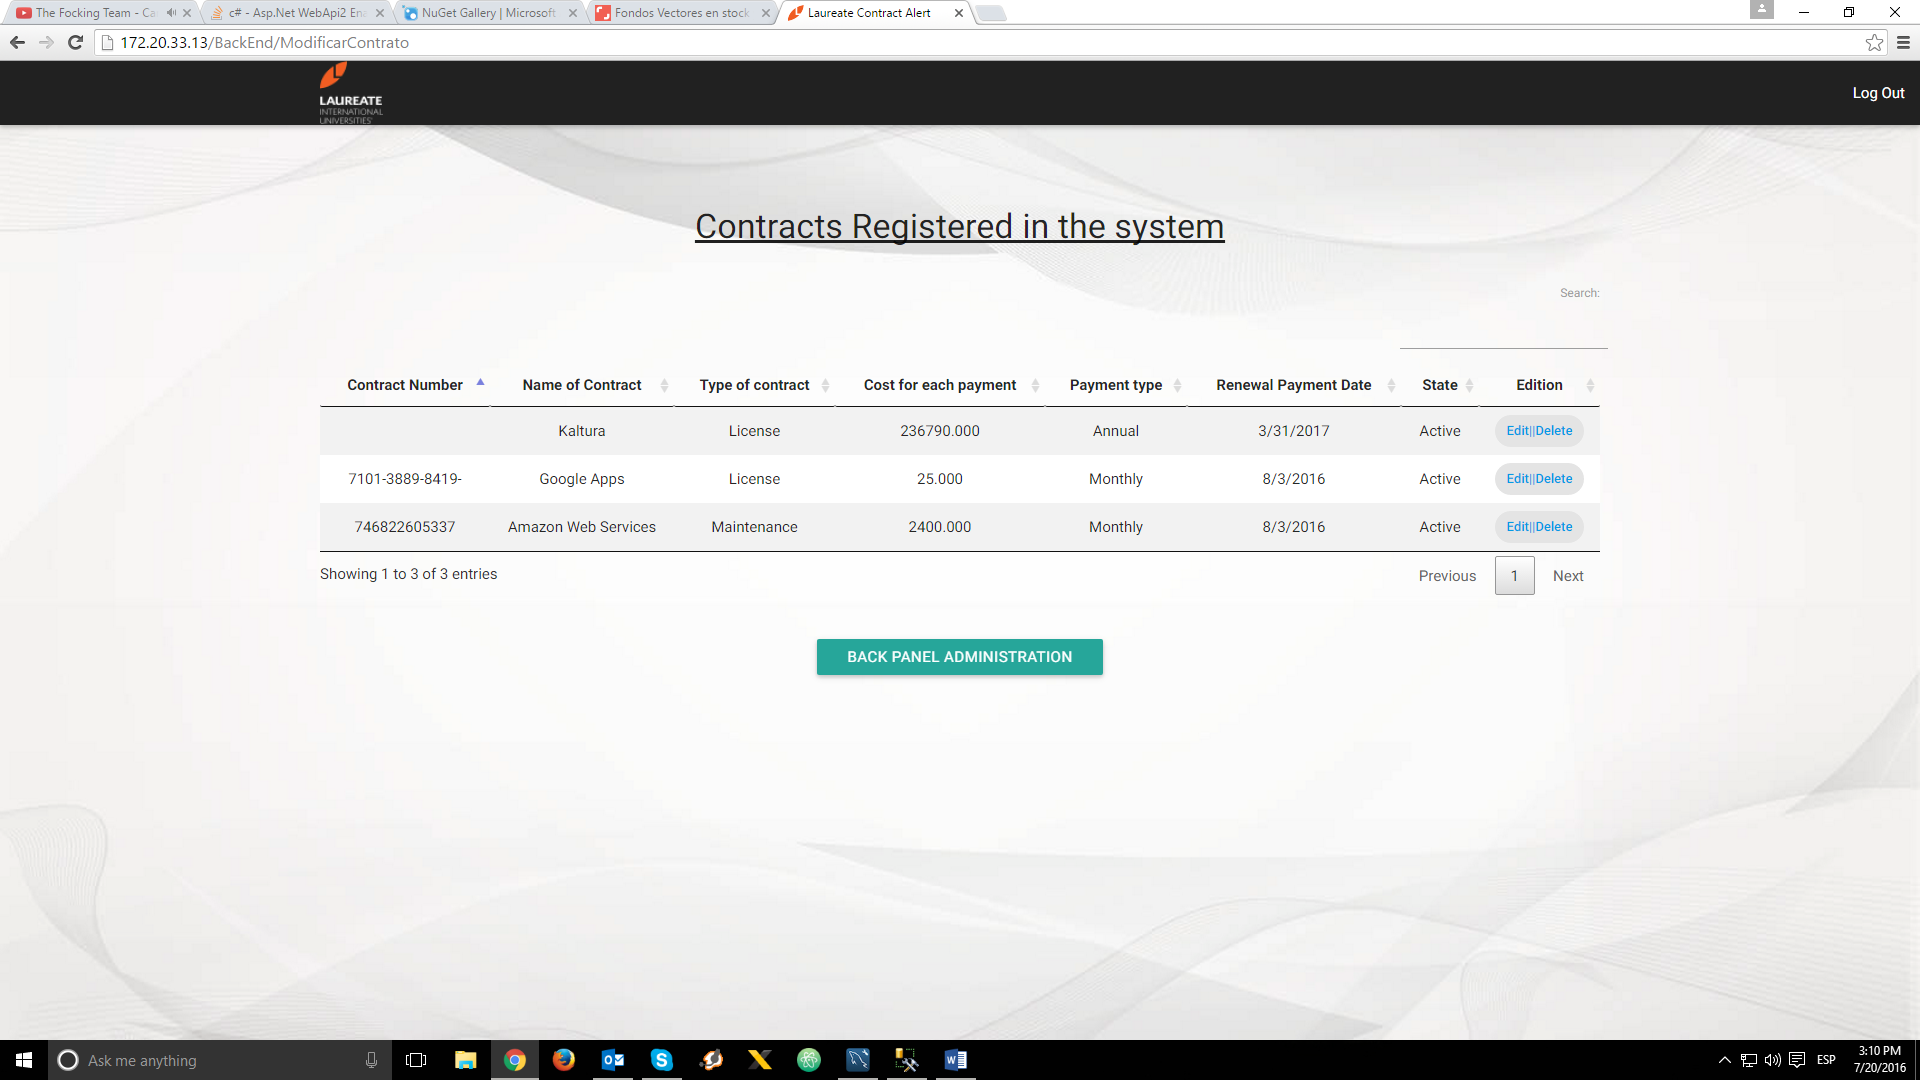 The Focking Team - Ca
c# - Asp.Net WebApi2 Ena
NuGet Gallery | Microsoft
Fondos Vectores en stock
Laureate Contract Alert
172.20.33.13/BackEnd/ModificarContrato
LAUREATE
INTERNATIONAL
UNIVERSITIES
Log Out
Contracts Registered in the system
Search:
Contract Number Name of Contract Type of contract Cost for each payment Payment type Renewal Payment Date State Edition
Kaltura License 236790.000 Annual 3/31/2017 Active Edit||Delete
7101-3889-8419- Google Apps License 25.000 Monthly 8/3/2016 Active Edit||Delete
746822605337 Amazon Web Services Maintenance 2400.000 Monthly 8/3/2016 Active Edit||Delete
Showing 1 to 3 of 3 entries
Previous 1 Next
BACK PANEL ADMINISTRATION
Ask me anything
ESP
3:10 PM
7/20/2016